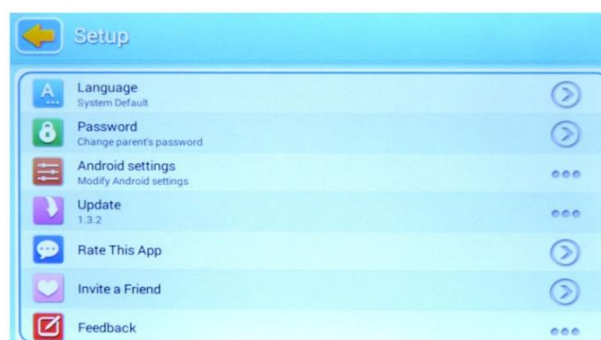 Setup
Language
System Default
Password
Change parent's password
Android settings
Modify Android settings
Update
1.3.2
Rate This App
Invite a Friend
Feedback